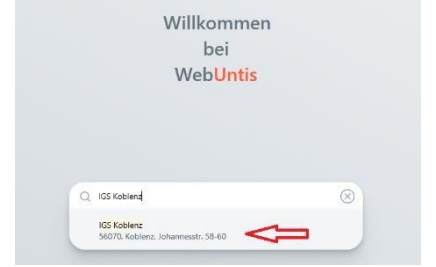 Willkommen
bei
WebUntis
IGS Koblenz
IGS Koblenz
56070, Koblenz, Johannesstr. 58-60